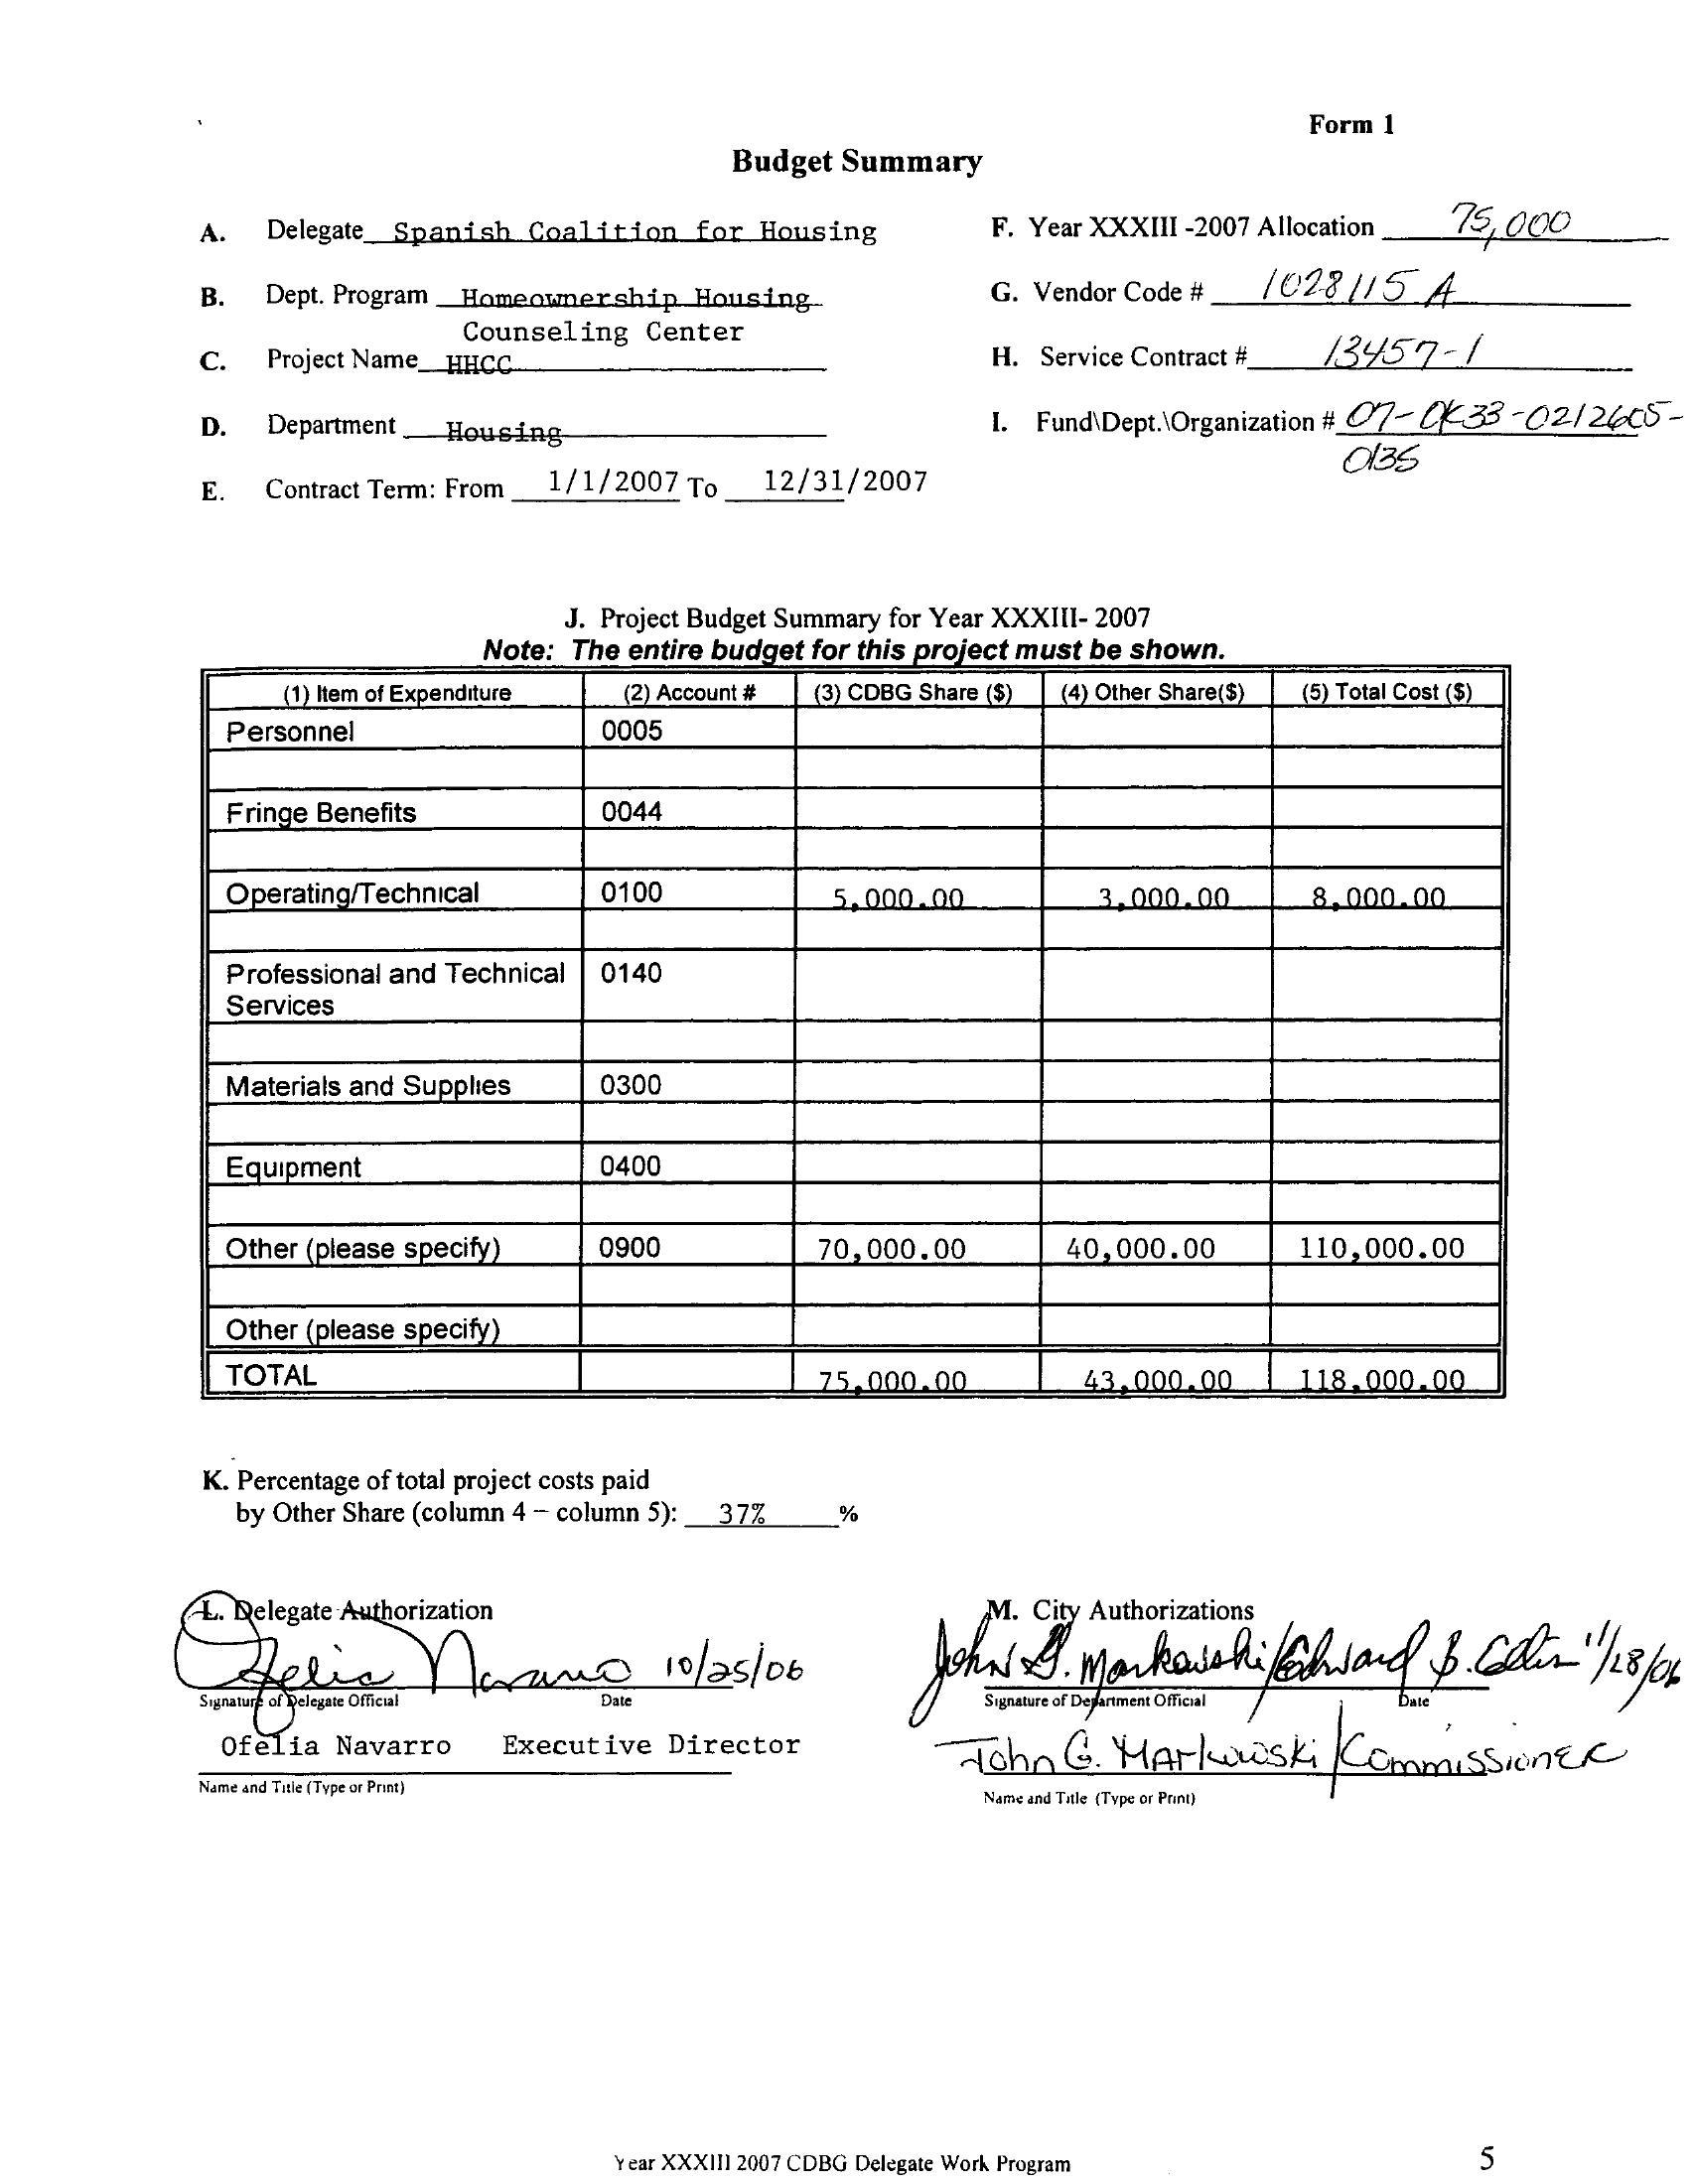 Form 1
Budget Summary
A. Delegate Spanish Coalition for Housing
F. Year XXXIII -2007 Allocation 75,000
B. Dept. Program Homeownership Housing
Counseling Center
G. Vendor Code # 1028115 A
C. Project Name HHCC
H. Service Contract # 13457-1
D. Department Housing
I. Fund\Dept.\Organization # 07-0K33-0212605-
0135
E. Contract Term: From 1/1/2007 To 12/31/2007
J. Project Budget Summary for Year XXXIII- 2007
Note: The entire budget for this project must be shown.
(1) Item of Expenditure (2) Account # (3) CDBG Share ($) (4) Other Share($) (5) Total Cost ($)
Personnel 0005
Fringe Benefits 0044
Operating/Technical 0100 5,000.00 3,000.00 8,000.00
Professional and Technical 0140
Services
Materials and Supplies 0300
Equipment 0400
Other (please specify) 0900 70,000.00 40,000.00 110,000.00
Other (please specify)
TOTAL 75,000.00 43,000.00 118,000.00
K. Percentage of total project costs paid
by Other Share (column 4 – column 5): 37% %
L. Delegate Authorization
Ofelia Navarro 10/25/06
Signature of Delegate Official Date
Ofelia Navarro Executive Director
Name and Title (Type or Print)
M. City Authorizations
John G. Markowski/Edward B. Ellis 11/28/06
Signature of Department Official Date
John G. Markowski/Commissioner
Name and Title (Type or Print)
Year XXXIII 2007 CDBG Delegate Work Program 5